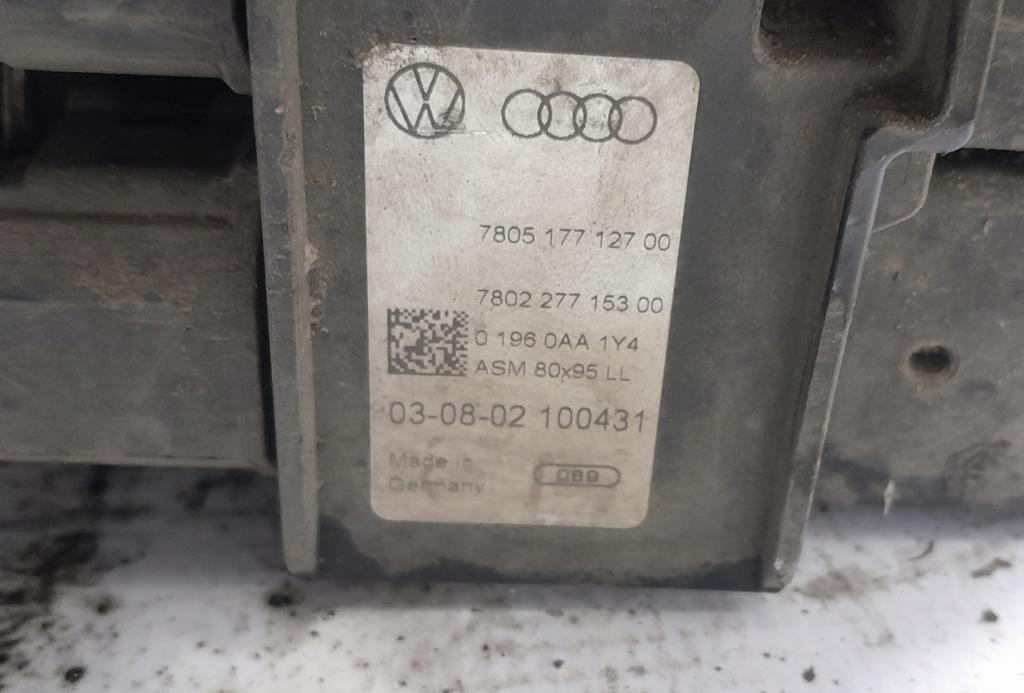 7805 177 127 00
7802 277 153 00
0 196 0AA 1Y4
ASM 80x95 LL
03-08-02 100431
Made in
Germany
089